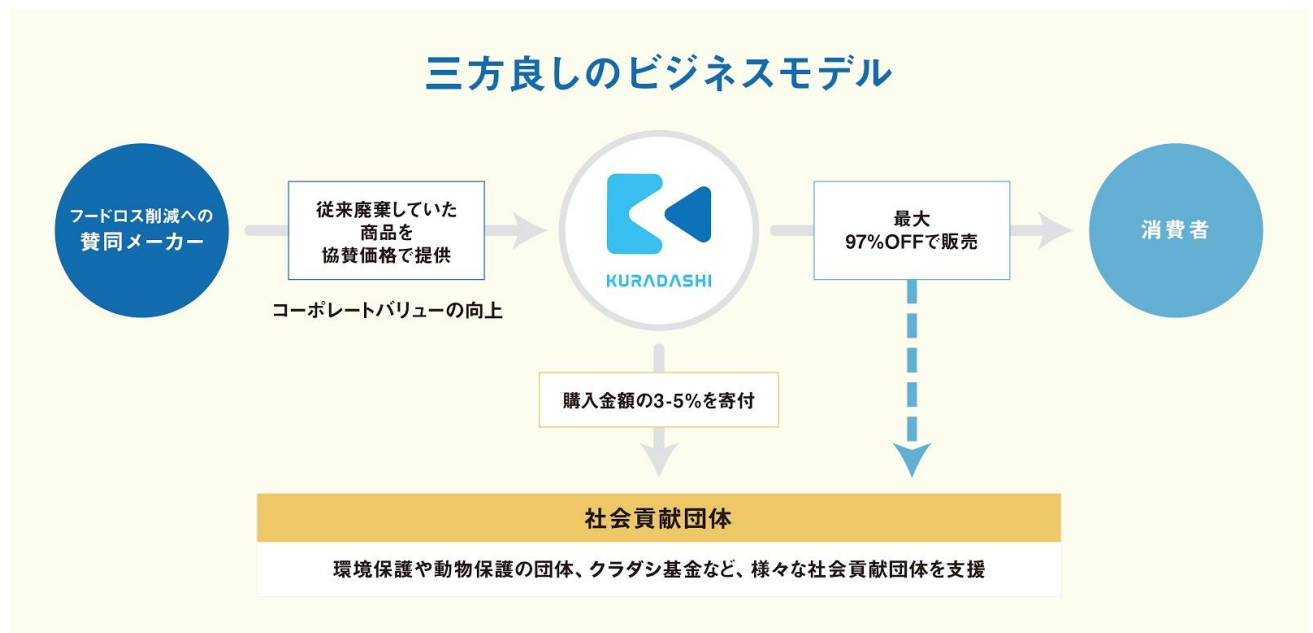 三方良しのビジネスモデル
フードロス削減への
賛同メーカー
従来廃棄していた
商品を
協賛価格で提供
コーポレートバリューの向上
KURADASHI
最大
97%OFFで販売
消費者
購入金額の3-5%を寄付
社会貢献団体
環境保護や動物保護の団体、クラダシ基金など、様々な社会貢献団体を支援